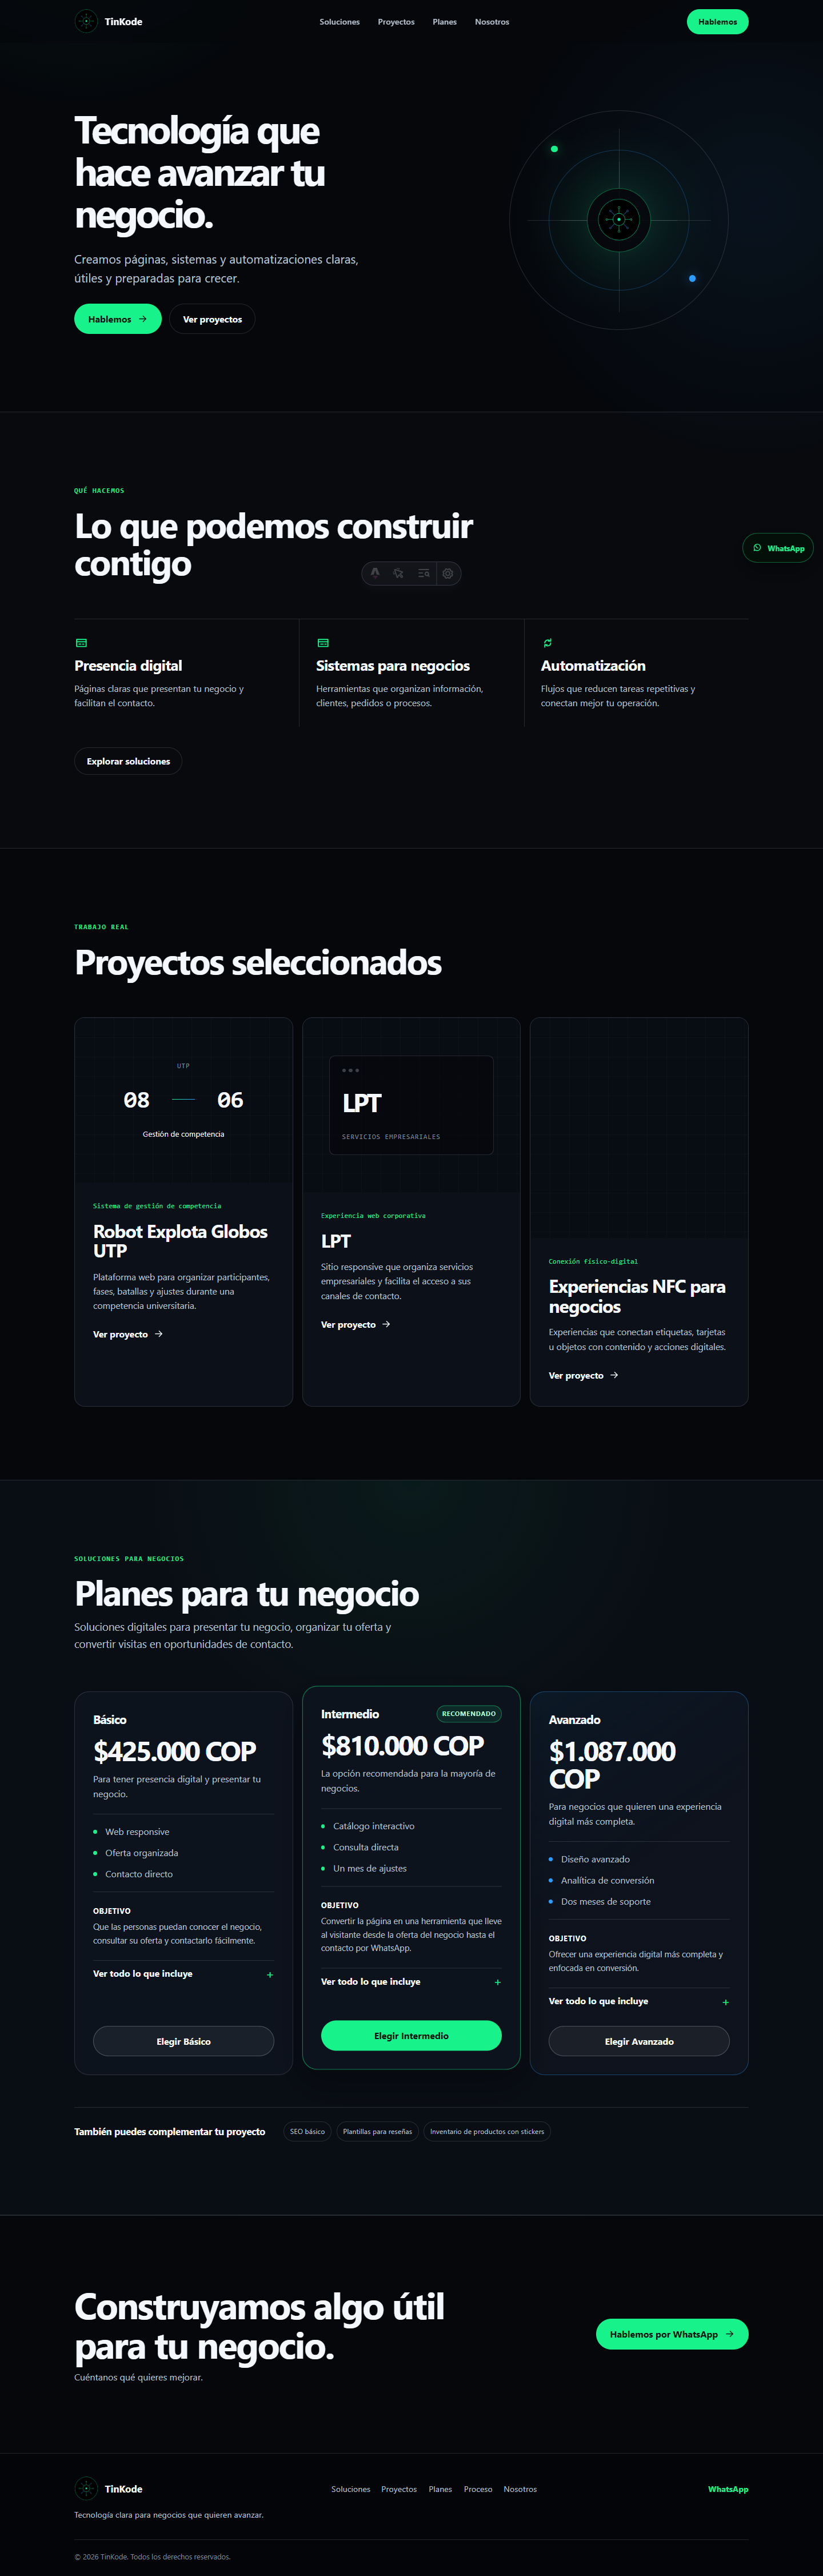 TinKode
Soluciones
Proyectos
Planes
Nosotros
Hablemos
Tecnología que
hace avanzar tu
negocio.
Creamos páginas, sistemas y automatizaciones claras,
útiles y preparadas para crecer.
Hablemos →
Ver proyectos
QUÉ HACEMOS
Lo que podemos construir
contigo
WhatsApp
Presencia digital
Páginas claras que presentan tu negocio y
facilitan el contacto.
Sistemas para negocios
Herramientas que organizan información,
clientes, pedidos o procesos.
Automatización
Flujos que reducen tareas repetitivas y
conectan mejor tu operación.
Explorar soluciones
TRABAJO REAL
Proyectos seleccionados
UTP
08 — 06
Gestión de competencia
Sistema de gestión de competencia
Robot Explota Globos
UTP
Plataforma web para organizar participantes,
fases, batallas y ajustes durante una
competencia universitaria.
Ver proyecto →
LPT
SERVICIOS EMPRESARIALES
Experiencia web corporativa
LPT
Sitio responsive que organiza servicios
empresariales y facilita el acceso a sus
canales de contacto.
Ver proyecto →
Conexión físico-digital
Experiencias NFC para
negocios
Experiencias que conectan etiquetas, tarjetas
u objetos con contenido y acciones digitales.
Ver proyecto →
SOLUCIONES PARA NEGOCIOS
Planes para tu negocio
Soluciones digitales para presentar tu negocio, organizar tu oferta y
convertir visitas en oportunidades de contacto.
Básico
$425.000 COP
Para tener presencia digital y presentar tu
negocio.
Web responsive
Oferta organizada
Contacto directo
OBJETIVO
Que las personas puedan conocer el negocio,
consultar su oferta y contactarlo fácilmente.
Ver todo lo que incluye +
Elegir Básico
Intermedio
RECOMENDADO
$810.000 COP
La opción recomendada para la mayoría de
negocios.
Catálogo interactivo
Consulta directa
Un mes de ajustes
OBJETIVO
Convertir la página en una herramienta que lleve
al visitante desde la oferta del negocio hasta el
contacto por WhatsApp.
Ver todo lo que incluye +
Elegir Intermedio
Avanzado
$1.087.000
COP
Para negocios que quieren una experiencia
digital más completa.
Diseño avanzado
Analítica de conversión
Dos meses de soporte
OBJETIVO
Ofrecer una experiencia digital más completa y
enfocada en conversión.
Ver todo lo que incluye +
Elegir Avanzado
También puedes complementar tu proyecto
SEO básico
Plantillas para reseñas
Inventario de productos con stickers
Construyamos algo útil
para tu negocio.
Cuéntanos qué quieres mejorar.
Hablemos por WhatsApp →
TinKode
Tecnología clara para negocios que quieren avanzar.
Soluciones
Proyectos
Planes
Proceso
Nosotros
WhatsApp
© 2026 TinKode. Todos los derechos reservados.